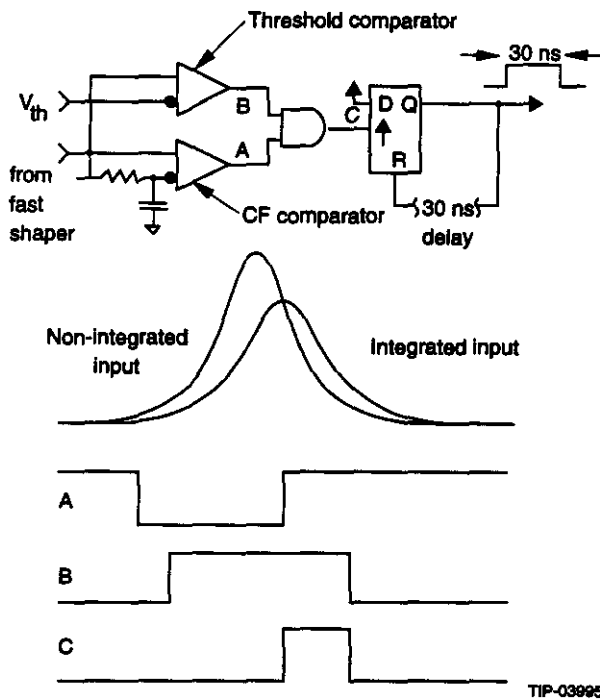 Threshold comparator
30 ns
V_th
B
C
D Q
A
R
from
fast
shaper
CF comparator
30 ns
delay
Non-integrated
input
Integrated input
A
B
C
TIP-03995